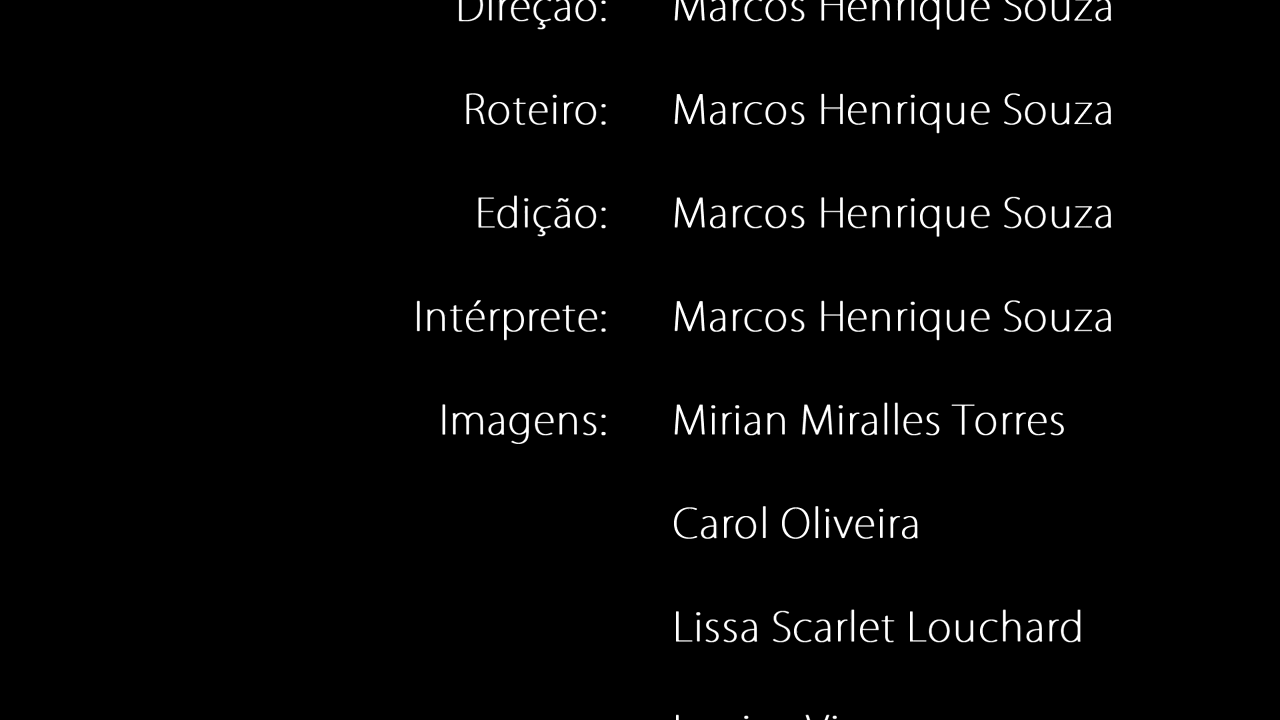 Direção: Marcos Henrique Souza
Roteiro: Marcos Henrique Souza
Edição: Marcos Henrique Souza
Intérprete: Marcos Henrique Souza
Imagens: Mirian Miralles Torres
Carol Oliveira
Lissa Scarlet Louchard